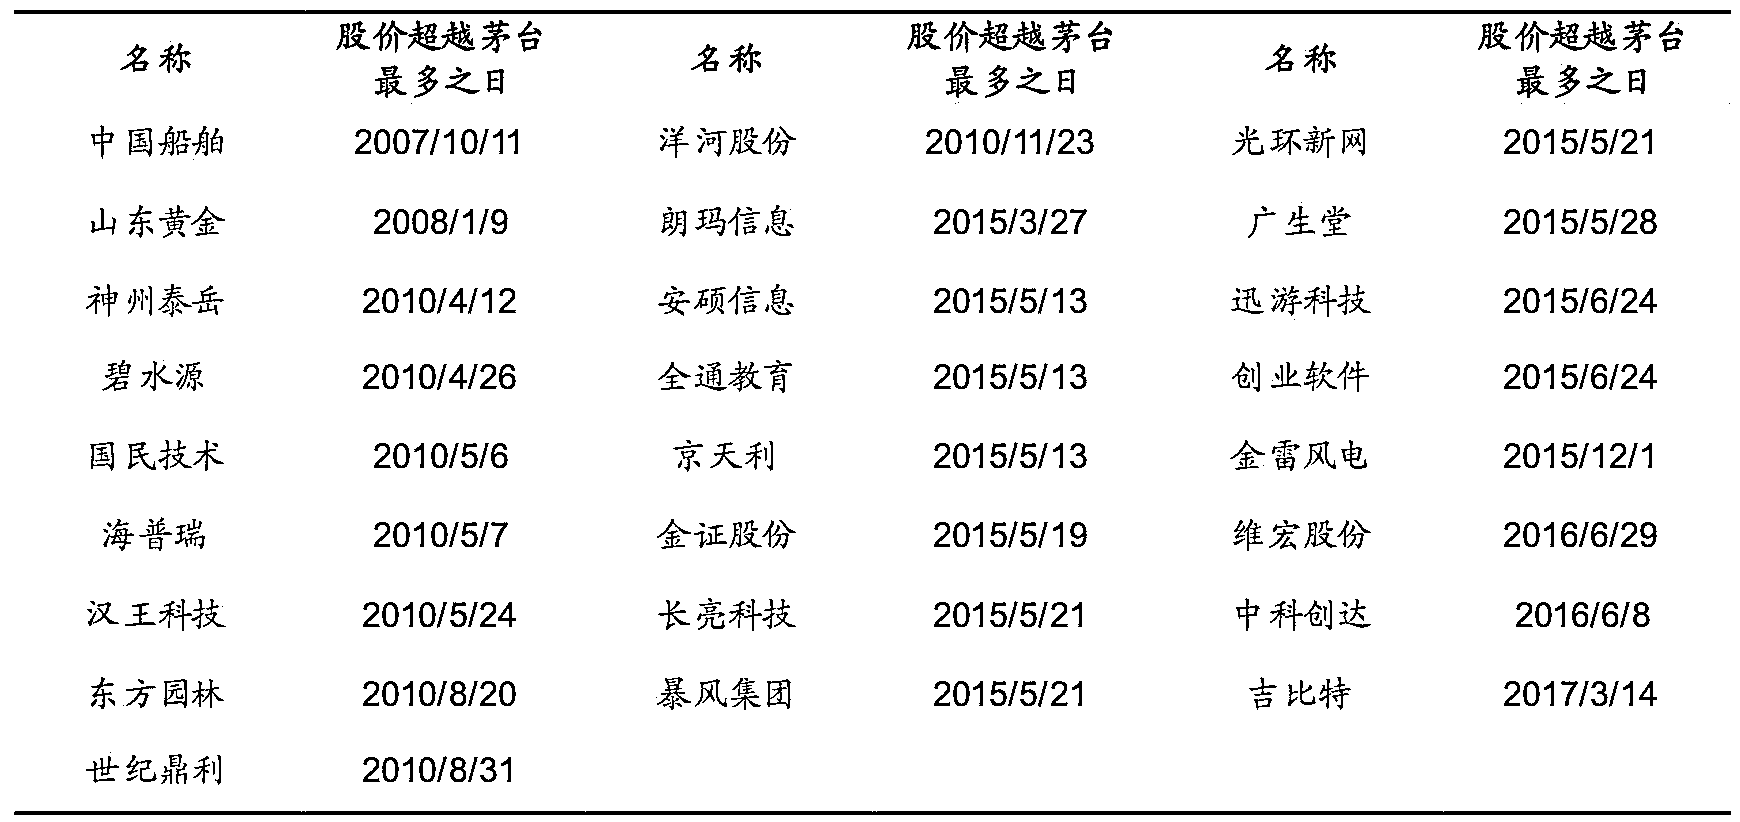 名称 股价超越茅台最多之日 名称 股价超越茅台最多之日 名称 股价超越茅台最多之日
中国船舶 2007/10/11 洋河股份 2010/11/23 光环新网 2015/5/21
山东黄金 2008/1/9 朗玛信息 2015/3/27 广生堂 2015/5/28
神州泰岳 2010/4/12 安硕信息 2015/5/13 迅游科技 2015/6/24
碧水源 2010/4/26 全通教育 2015/5/13 创业软件 2015/6/24
国民技术 2010/5/6 京天利 2015/5/13 金雷风电 2015/12/1
海普瑞 2010/5/7 金证股份 2015/5/19 维宏股份 2016/6/29
汉王科技 2010/5/24 长亮科技 2015/5/21 中科创达 2016/6/8
东方园林 2010/8/20 暴风集团 2015/5/21 吉比特 2017/3/14
世纪鼎利 2010/8/31